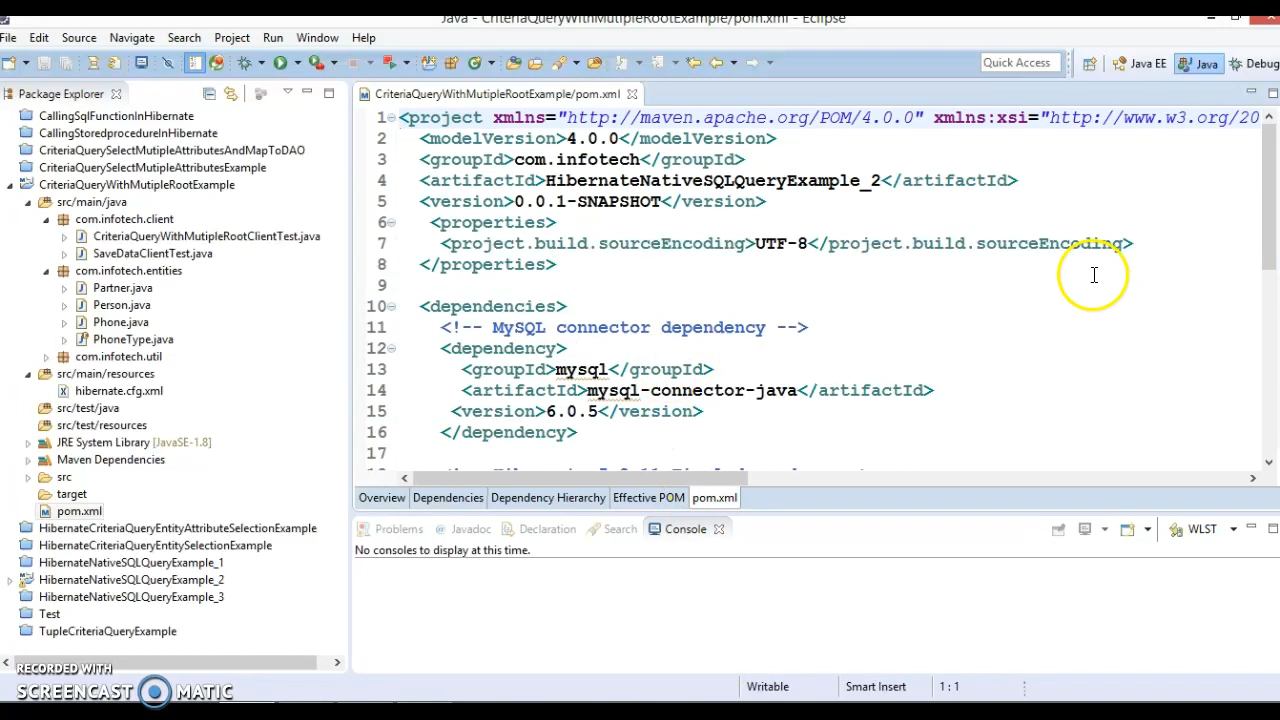 Java - CriteriaQueryWithMutipleRootExample/pom.xml - Eclipse
File Edit Source Navigate Search Project Run Window Help
Quick Access Java EE Java Debug
Package Explorer
CallingSqlFunctionInHibernate
CallingStoredprocedureInHibernate
CriteriaQuerySelectMutipleAttributesAndMapToDAO
CriteriaQuerySelectMutipleAttributesExample
CriteriaQueryWithMutipleRootExample
src/main/java
com.infotech.client
CriteriaQueryWithMutipleRootClientTest.java
SaveDataClientTest.java
com.infotech.entities
Partner.java
Person.java
Phone.java
PhoneType.java
com.infotech.util
src/main/resources
hibernate.cfg.xml
src/test/java
src/test/resources
JRE System Library [JavaSE-1.8]
Maven Dependencies
src
target
pom.xml
HibernateCriteriaQueryEntityAttributeSelectionExample
HibernateCriteriaQueryEntitySelectionExample
HibernateNativeSQLQueryExample_1
HibernateNativeSQLQueryExample_2
HibernateNativeSQLQueryExample_3
Test
TupleCriteriaQueryExample
RECORDED WITH
SCREENCAST MATIC
CriteriaQueryWithMutipleRootExample/pom.xml
1 <project xmlns="http://maven.apache.org/POM/4.0.0" xmlns:xsi="http://www.w3.org/20
2 <modelVersion>4.0.0</modelVersion>
3 <groupId>com.infotech</groupId>
4 <artifactId>HibernateNativeSQLQueryExample_2</artifactId>
5 <version>0.0.1-SNAPSHOT</version>
6 <properties>
7 <project.build.sourceEncoding>UTF-8</project.build.sourceEncoding>
8 </properties>
9
10 <dependencies>
11 <!-- MySQL connector dependency -->
12 <dependency>
13 <groupId>mysql</groupId>
14 <artifactId>mysql-connector-java</artifactId>
15 <version>6.0.5</version>
16 </dependency>
17
Overview Dependencies Dependency Hierarchy Effective POM pom.xml
Problems Javadoc Declaration Search Console WLST
No consoles to display at this time.
Writable Smart Insert 1 : 1